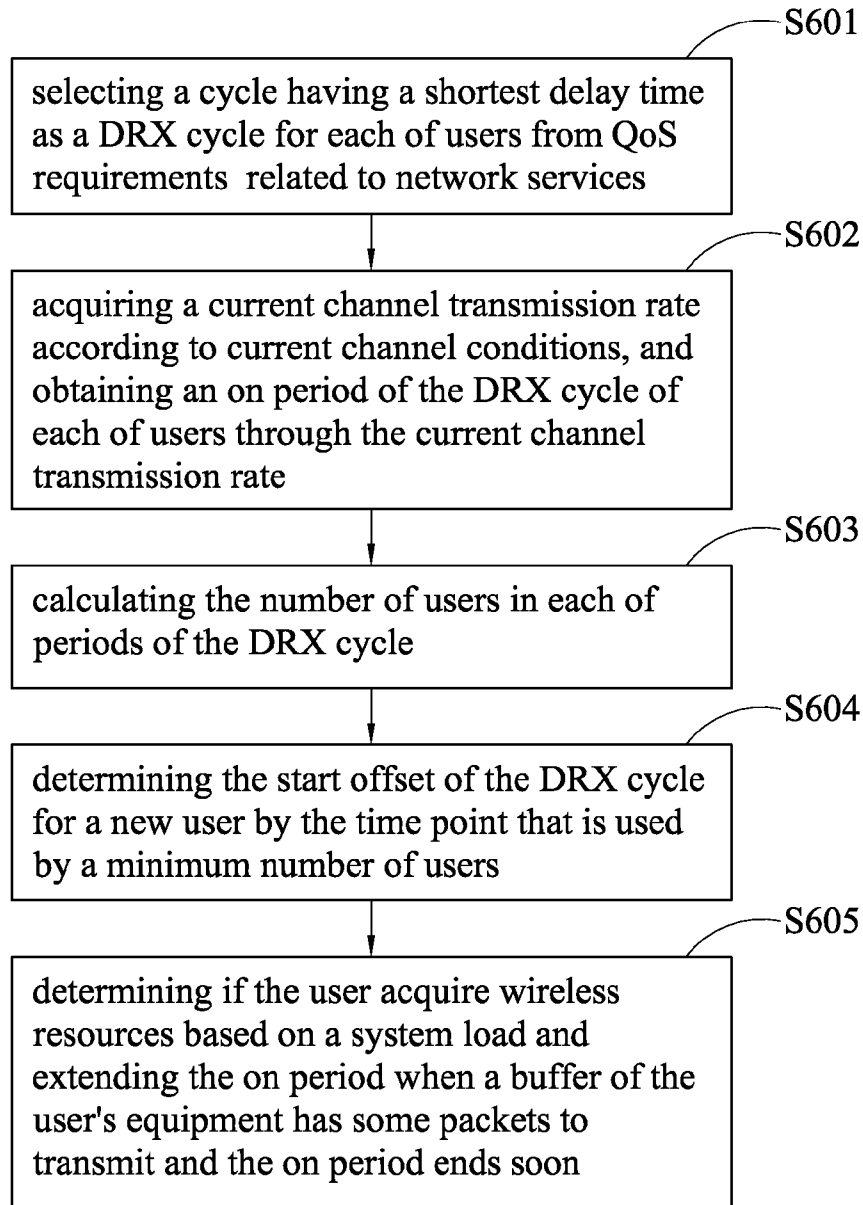 S601
selecting a cycle having a shortest delay time
as a DRX cycle for each of users from QoS
requirements related to network services
S602
acquiring a current channel transmission rate
according to current channel conditions, and
obtaining an on period of the DRX cycle of
each of users through the current channel
transmission rate
S603
calculating the number of users in each of
periods of the DRX cycle
S604
determining the start offset of the DRX cycle
for a new user by the time point that is used
by a minimum number of users
S605
determining if the user acquire wireless
resources based on a system load and
extending the on period when a buffer of the
user's equipment has some packets to
transmit and the on period ends soon